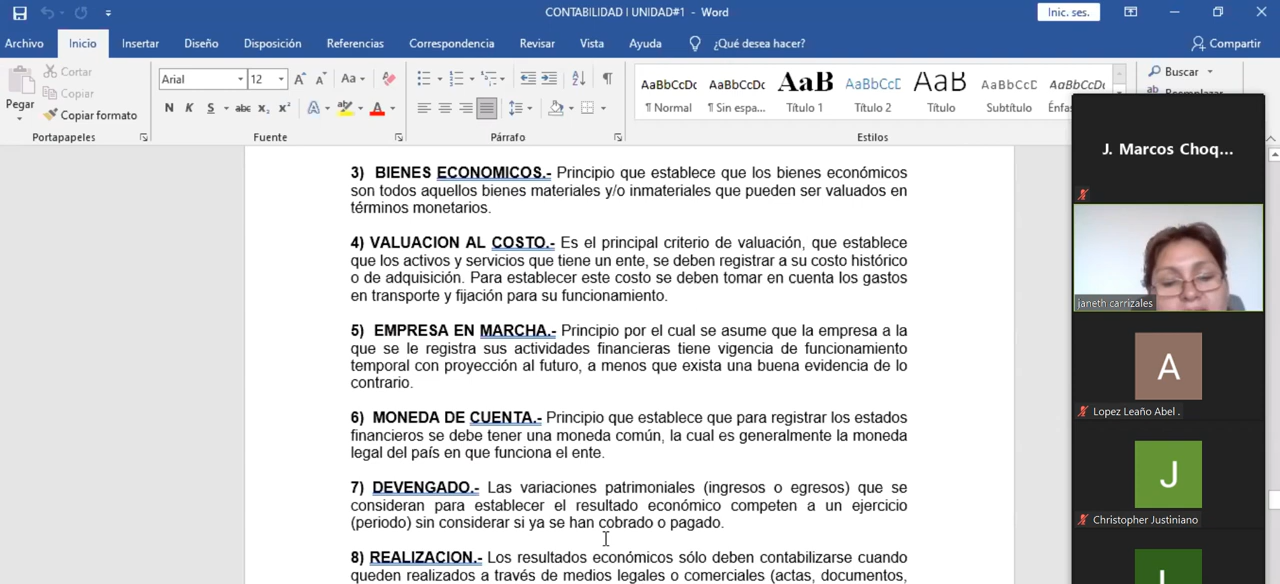 CONTABILIDAD I UNIDAD#1 - Word
Inic. ses.
Archivo Inicio Insertar Diseño Disposición Referencias Correspondencia Revisar Vista Ayuda ¿Qué desea hacer? Compartir
Pegar
Cortar
Copiar
Copiar formato
Portapapeles
Arial 12
N K S abc x₂ x²
Fuente
Párrafo
AaBbCcDc AaBbCcDc AaB AaBbCcD AaB AaBbCcD AaBbCcDc
¶ Normal ¶ Sin espa... Título 1 Título 2 Título Subtítulo Énfas
Estilos
Buscar
3) BIENES ECONOMICOS.- Principio que establece que los bienes económicos
son todos aquellos bienes materiales y/o inmateriales que pueden ser valuados en
términos monetarios.
4) VALUACION AL COSTO.- Es el principal criterio de valuación, que establece
que los activos y servicios que tiene un ente, se deben registrar a su costo histórico
o de adquisición. Para establecer este costo se deben tomar en cuenta los gastos
en transporte y fijación para su funcionamiento.
5) EMPRESA EN MARCHA.- Principio por el cual se asume que la empresa a la
que se le registra sus actividades financieras tiene vigencia de funcionamiento
temporal con proyección al futuro, a menos que exista una buena evidencia de lo
contrario.
6) MONEDA DE CUENTA.- Principio que establece que para registrar los estados
financieros se debe tener una moneda común, la cual es generalmente la moneda
legal del país en que funciona el ente.
7) DEVENGADO.- Las variaciones patrimoniales (ingresos o egresos) que se
consideran para establecer el resultado económico competen a un ejercicio
(periodo) sin considerar si ya se han cobrado o pagado.
8) REALIZACION.- Los resultados económicos sólo deben contabilizarse cuando
queden realizados a través de medios legales o comerciales (actas, documentos,
J. Marcos Choq...
janeth carrizales
A
Lopez Leaño Abel .
J
Christopher Justiniano